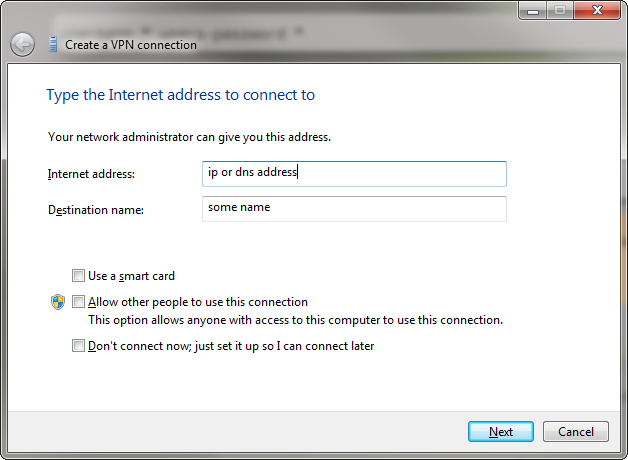 Create a VPN connection
Type the Internet address to connect to
Your network administrator can give you this address.
Internet address:
ip or dns address
Destination name:
some name
Use a smart card
Allow other people to use this connection
This option allows anyone with access to this computer to use this connection.
Don't connect now; just set it up so I can connect later
Next
Cancel